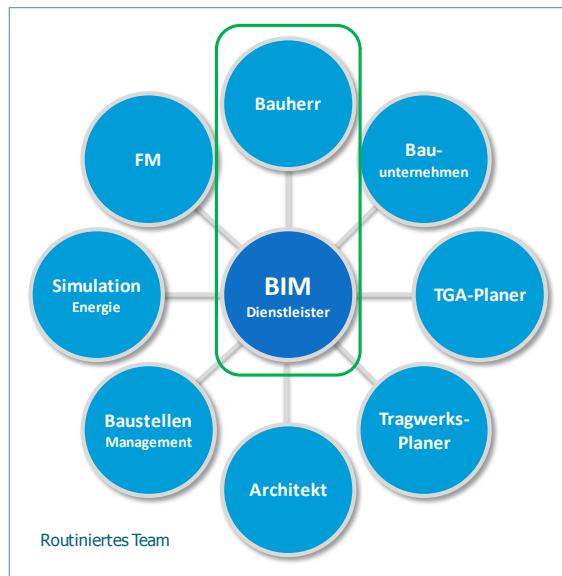 Bauherr
Bau-
unternehmen
FM
TGA-Planer
BIM
Dienstleister
Simulation
Energie
Tragwerks-
Planer
Baustellen
Management
Architekt
Routiniertes Team